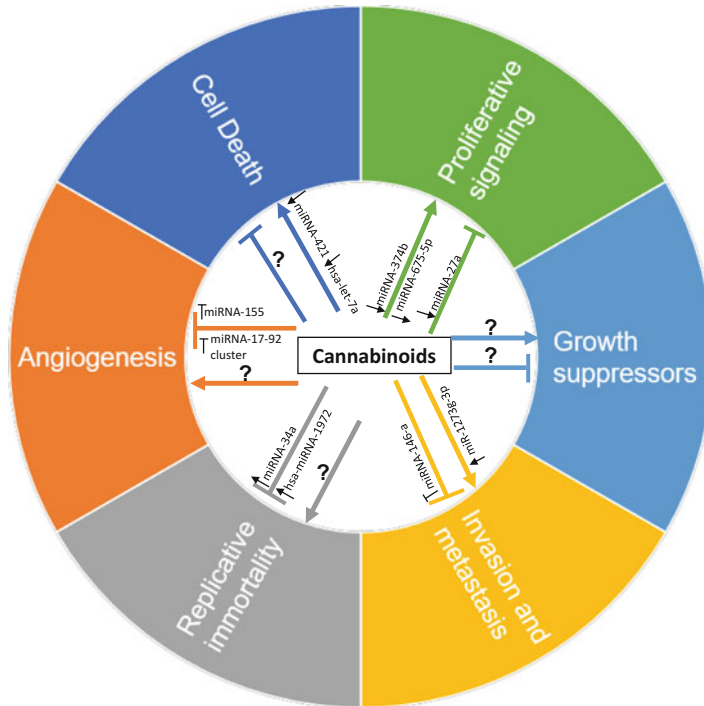 Cell Death
Proliferative
signaling
Growth
suppressors
Invasion and
metastasis
Replicative
immortality
Angiogenesis
Cannabinoids
?
miRNA-421
hsa-let-7a
miRNA-374b
miRNA-675-5p
miRNA-27a
?
?
miR-1273g-3p
miRNA-146-a
?
hsa-miRNA-1972
miRNA-34a
?
miRNA-17-92
cluster
miRNA-155